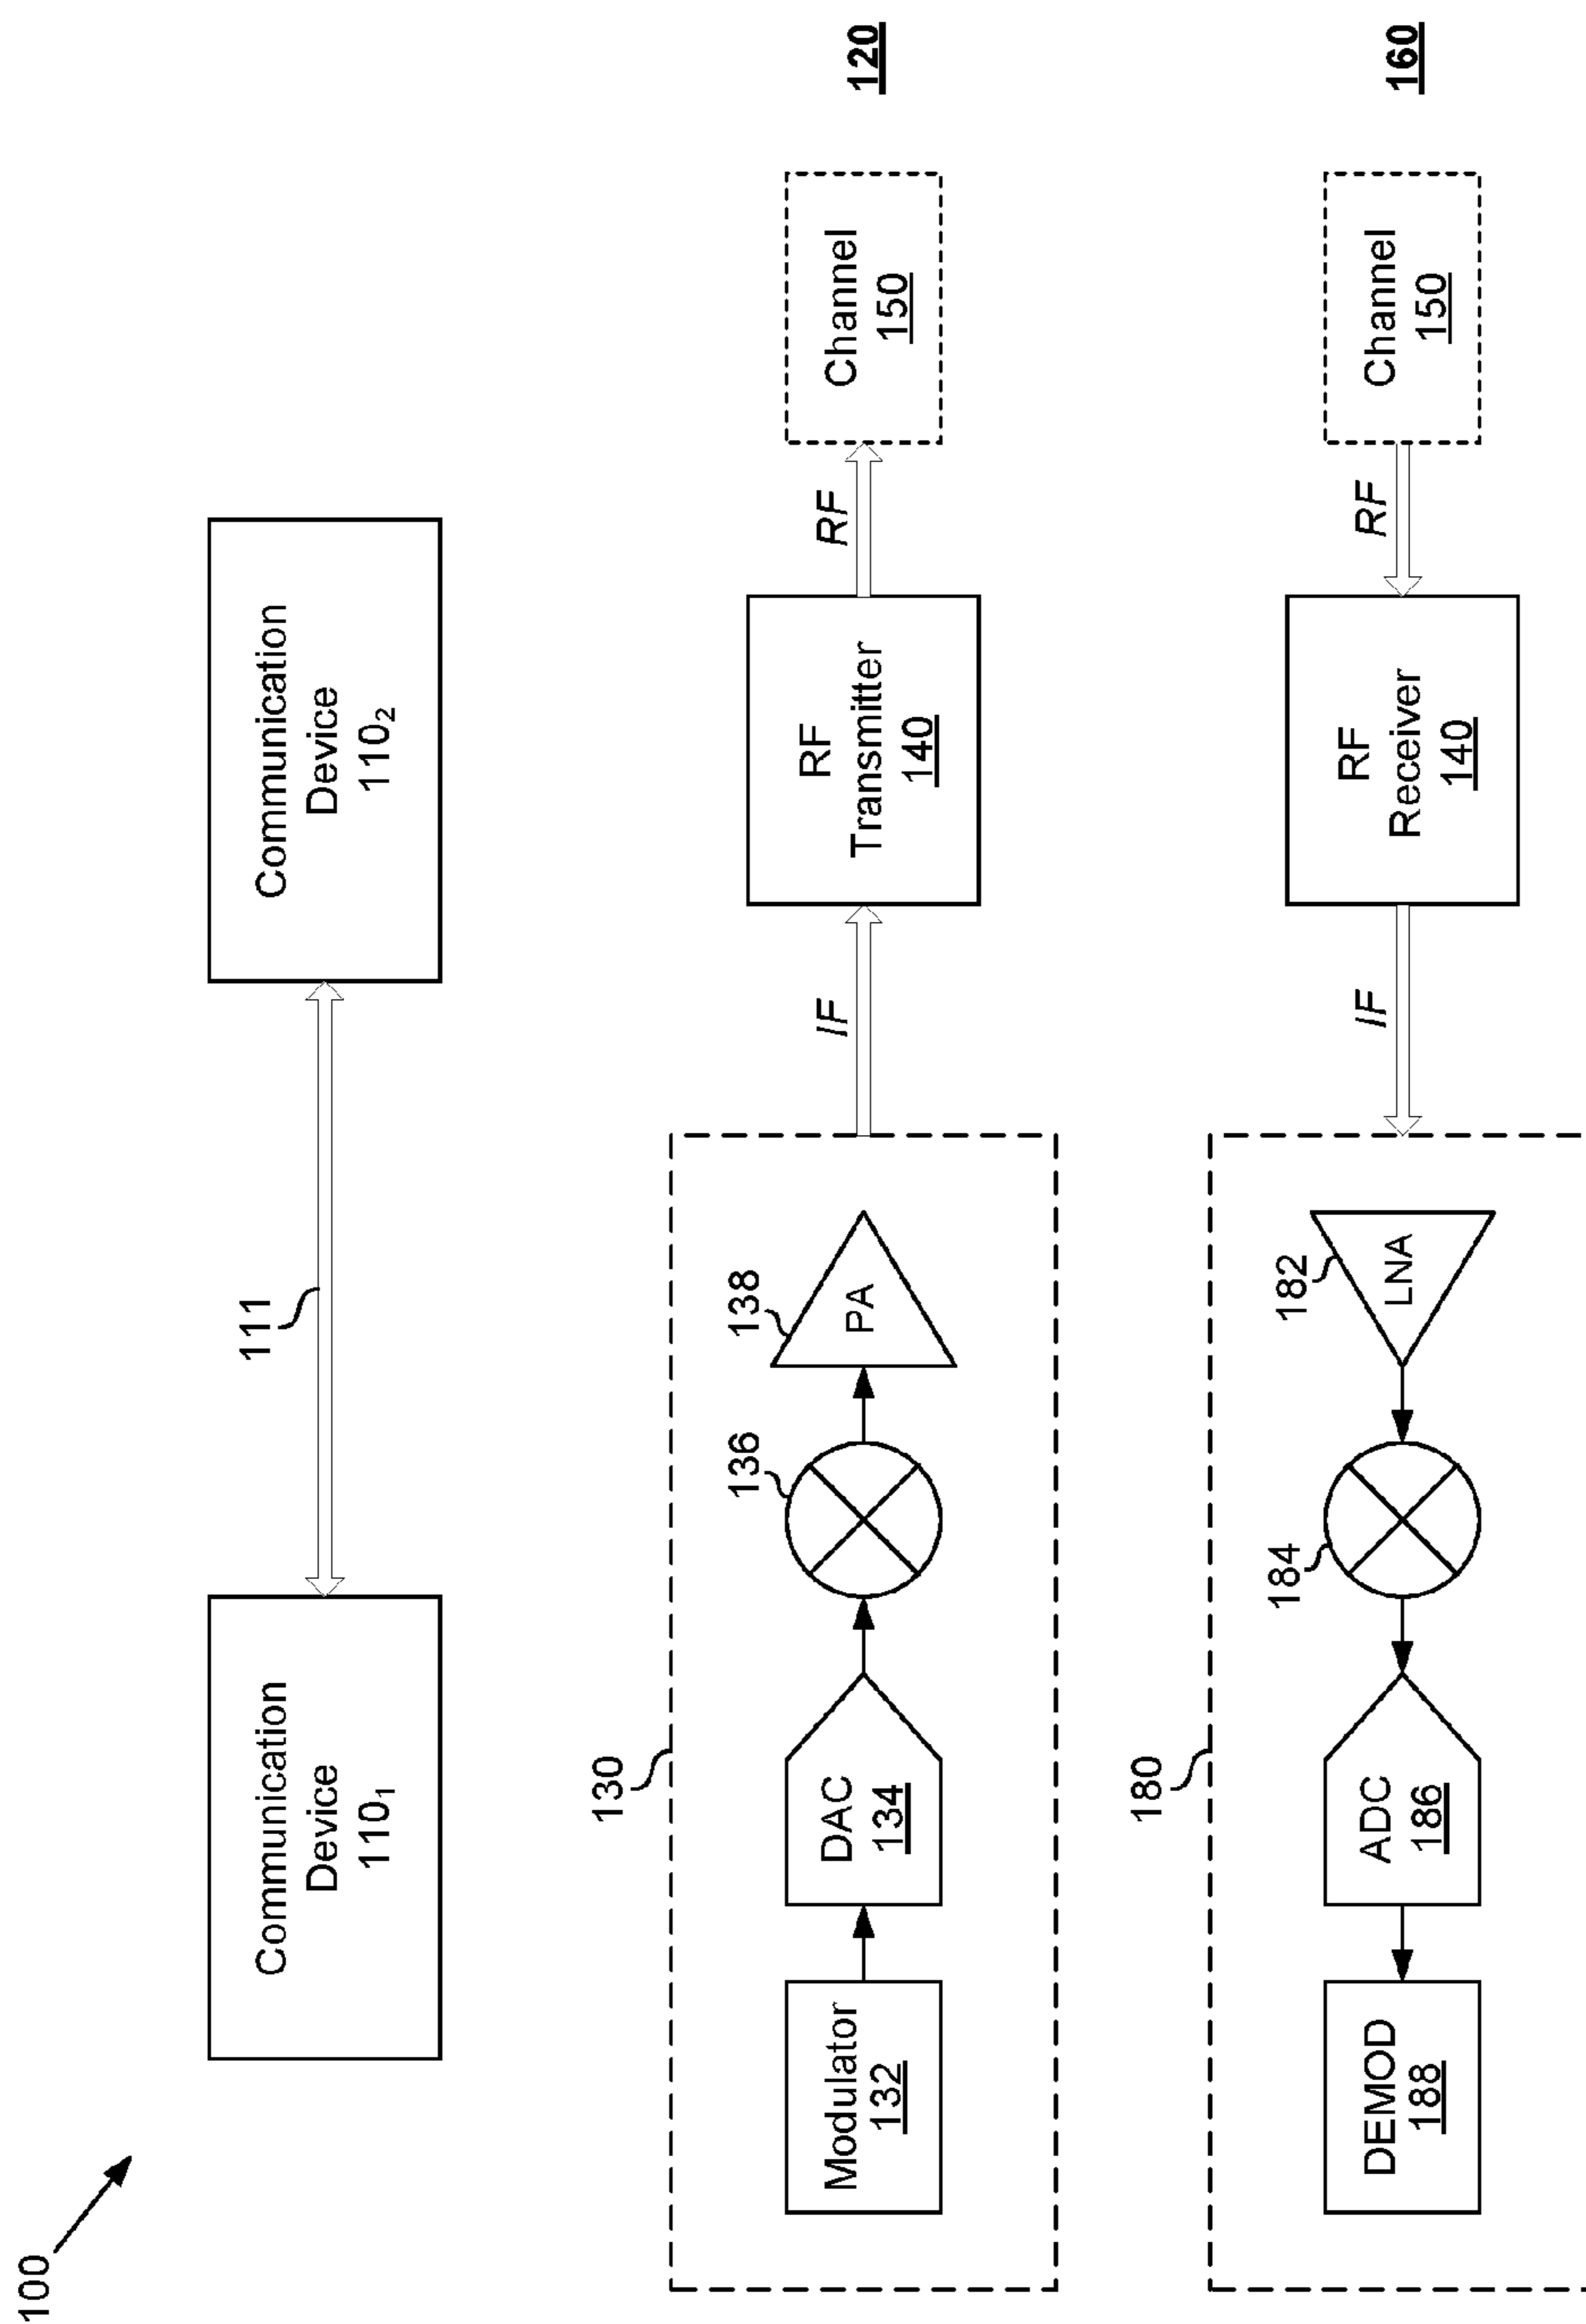 100
111
Communication
Device
110₁
Communication
Device
110₂
120
130
Modulator
132
DAC
134
136
138
PA
IF
RF
Transmitter
140
RF
Channel
150
160
180
DEMOD
188
ADC
186
184
182
LNA
IF
RF
Receiver
140
RF
Channel
150